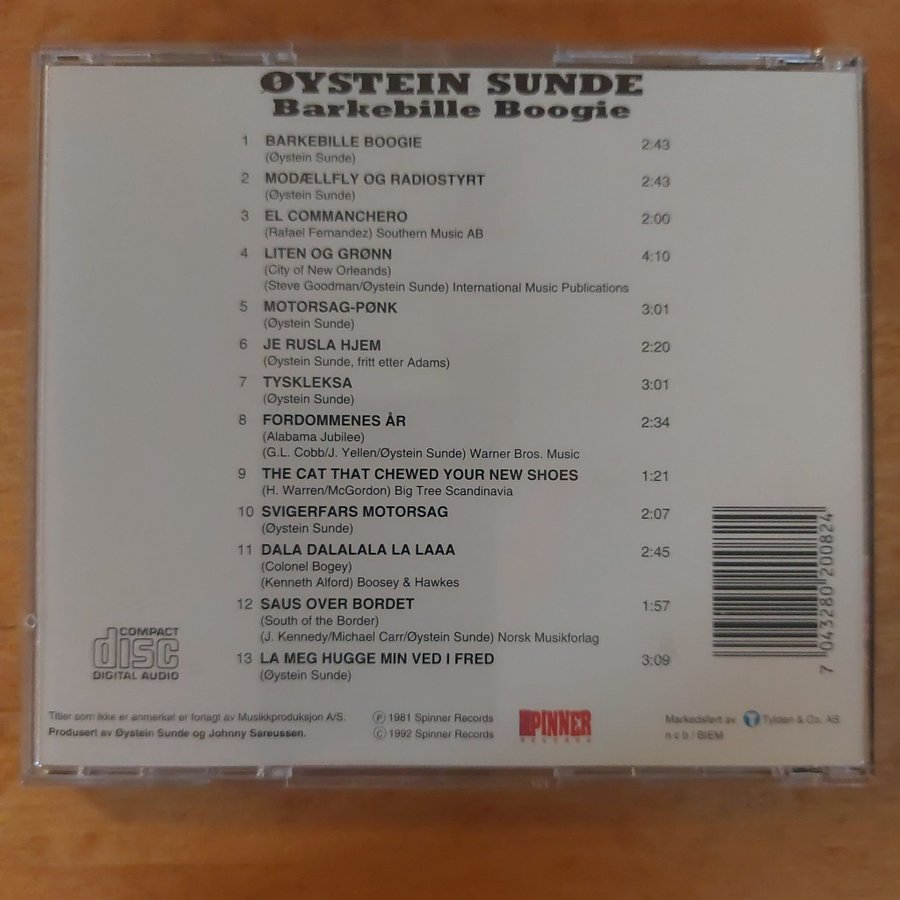 ØYSTEIN SUNDE
Barkebille Boogie
1 BARKEBILLE BOOGIE 2:43
(Øystein Sunde)
2 MODÆLLFLY OG RADIOSTYRT 2:43
(Øystein Sunde)
3 EL COMMANCHERO 2:00
(Rafael Fernandez) Southern Music AB
4 LITEN OG GRØNN 4:10
(City of New Orleands)
(Steve Goodman/Øystein Sunde) International Music Publications
5 MOTORSAG-PØNK 3:01
(Øystein Sunde)
6 JE RUSLA HJEM 2:20
(Øystein Sunde, fritt etter Adams)
7 TYSKLEKSA 3:01
(Øystein Sunde)
8 FORDOMMENES ÅR 2:34
(Alabama Jubilee)
(G.L. Cobb/J. Yellen/Øystein Sunde) Warner Bros. Music
9 THE CAT THAT CHEWED YOUR NEW SHOES 1:21
(H. Warren/McGordon) Big Tree Scandinavia
10 SVIGERFARS MOTORSAG 2:07
(Øystein Sunde)
11 DALA DALALALA LA LAAA 2:45
(Colonel Bogey)
(Kenneth Alford) Boosey & Hawkes
12 SAUS OVER BORDET 1:57
(South of the Border)
(J. Kennedy/Michael Carr/Øystein Sunde) Norsk Musikforlag
13 LA MEG HUGGE MIN VED I FRED 3:09
(Øystein Sunde)
7 043280 200824
COMPACT
disc
DIGITAL AUDIO
Titler som ikke er anmerket er forlagt av Musikkproduksjon A/S.
Produsert av Øystein Sunde og Johnny Sareussen.
Ⓟ 1981 Spinner Records
Ⓒ 1992 Spinner Records
SPINNER
RECORDS
Markedsført av T Tylden & Co. AS
n c b / BIEM